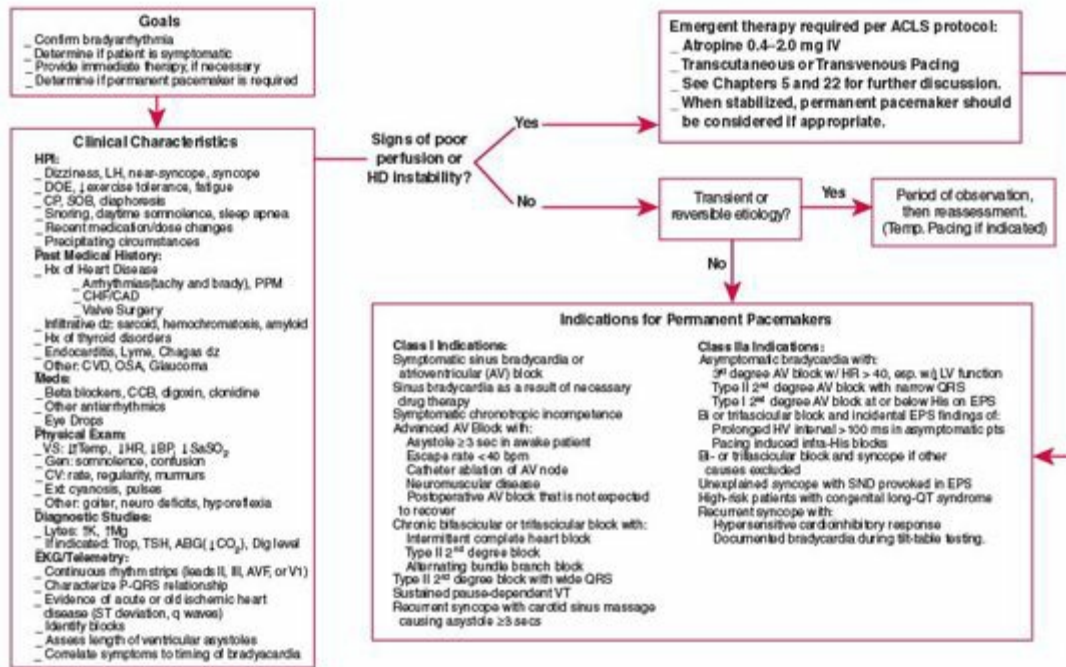 Goals
_ Confirm bradyarrhythmia
_ Determine if patient is symptomatic
_ Provide immediate therapy, if necessary
_ Determine if permanent pacemaker is required
Clinical Characteristics
HPI:
_ Dizziness, LH, near-syncope, syncope
_ DOE, ↓exercise tolerance, fatigue
_ CP, SOB, diaphoresis
_ Snoring, daytime somnolence, sleep apnea
_ Recent medication/dose changes
_ Precipitating circumstances
Past Medical History:
_ Hx of Heart Disease
_ Arrhythmias(tachy and brady), PPM
_ CHF/CAD
_ Valve Surgery
_ Infiltrative dz: sarcoid, hemochromatosis, amyloid
_ Hx of thyroid disorders
_ Endocarditis, Lyme, Chagas dz
_ Other: CVD, OSA, Glaucoma
Meds:
_ Beta blockers, CCB, digoxin, clonidine
_ Other antiarrhythmics
_ Eye Drops
Physical Exam:
_ VS: ↓↑Temp, ↓HR, ↓BP, ↓SaSO₂
_ Gen: somnolence, confusion
_ CV: rate, regularity, murmurs
_ Ext: cyanosis, pulses
_ Other: goiter, neuro deficits, hyporeflexia
Diagnostic Studies:
_ Lytes: ↑K, ↑Mg
_ If indicated: Trop, TSH, ABG(↓CO₂), Dig level
EKG/Telemetry:
_ Continuous rhythm strips (leads II, III, AVF, or V1)
_ Characterize P-QRS relationship
_ Evidence of acute or old ischemic heart
disease (ST deviation, q waves)
_ Identify blocks
_ Assess length of ventricular asystoles
_ Correlate symptoms to timing of bradyacardia
Signs of poor
perfusion or
HD instability?
Yes
No
Emergent therapy required per ACLS protocol:
_ Atropine 0.4–2.0 mg IV
_ Transcutaneous or Transvenous Pacing
_ See Chapters 5 and 22 for further discussion.
_ When stabilized, permanent pacemaker should
be considered if appropriate.
Transient or
reversible etiology?
Yes
Period of observation,
then reassessment.
(Temp. Pacing if indicated)
No
Indications for Permanent Pacemakers
Class I Indications:
Symptomatic sinus bradycardia or
atrioventricular (AV) block
Sinus bradycardia as a result of necessary
drug therapy
Symptomatic chronotropic incompetence
Advanced AV Block with:
Asystole ≥3 sec in awake patient
Escape rate <40 bpm
Catheter ablation of AV node
Neuromuscular disease
Postoperative AV block that is not expected
to recover
Chronic bifascicular or trifascicular block with:
Intermittent complete heart block
Type II 2nd degree block
Alternating bundle branch block
Type II 2nd degree block with wide QRS
Sustained pause-dependent VT
Recurrent syncope with carotid sinus massage
causing asystole ≥3 secs
Class IIa Indications:
Asymptomatic bradycardia with:
3rd degree AV block w/ HR > 40, esp. w/↓LV function
Type II 2nd degree AV block with narrow QRS
Type I 2nd degree AV block at or below His on EPS
Bi or trifascicular block and incidental EPS findings of:
Prolonged HV interval >100 ms in asymptomatic pts
Pacing induced infra-His blocks
Bi- or trifascicular block and syncope if other
causes excluded
Unexplained syncope with SND provoked in EPS
High-risk patients with congenital long-QT syndrome
Recurrent syncope with:
Hypersensitive cardioinhibitory response
Documented bradycardia during tilt-table testing.